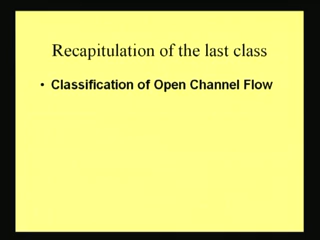 Recapitulation of the last class
• Classification of Open Channel Flow